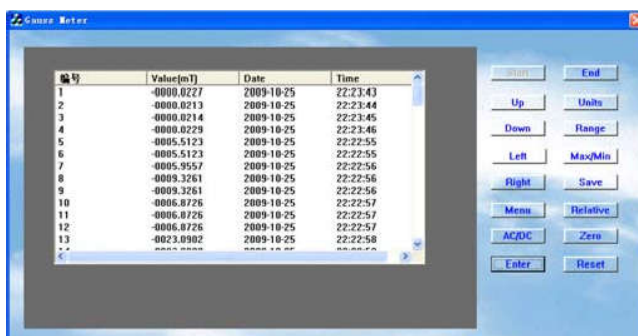 Gauss Meter
编号 Value(mT) Date Time
1 -0000.0227 2009-10-25 22:23:43
2 -0000.0213 2009-10-25 22:23:44
3 -0000.0214 2009-10-25 22:23:45
4 -0000.0229 2009-10-25 22:23:46
5 -0005.5123 2009-10-25 22:22:55
6 -0005.5123 2009-10-25 22:22:55
7 -0005.9557 2009-10-25 22:22:56
8 -0009.3261 2009-10-25 22:22:56
9 -0009.3261 2009-10-25 22:22:56
10 -0006.8726 2009-10-25 22:22:57
11 -0006.8726 2009-10-25 22:22:57
12 -0006.8726 2009-10-25 22:22:57
13 -0023.0902 2009-10-25 22:22:58
Start End
Up Units
Down Range
Left Max/Min
Right Save
Menu Relative
AC/DC Zero
Enter Reset